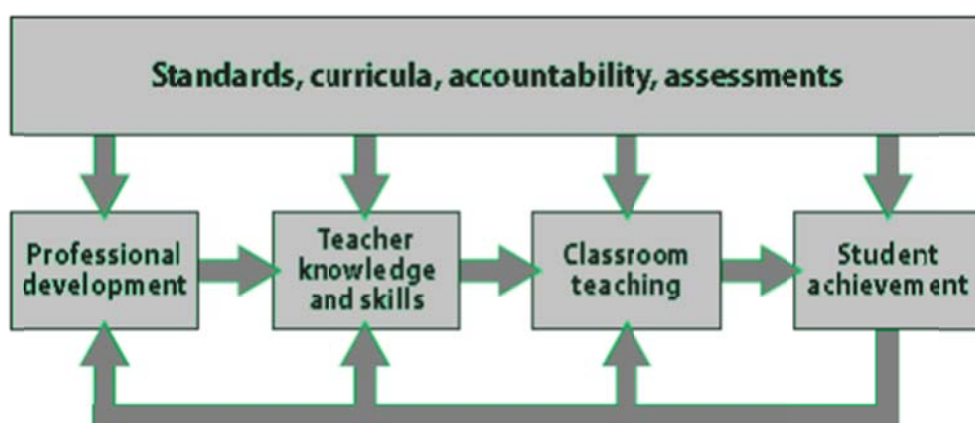 Standards, curricula, accountability, assessments
Professional
development
Teacher
knowledge
and skills
Classroom
teaching
Student
achievement